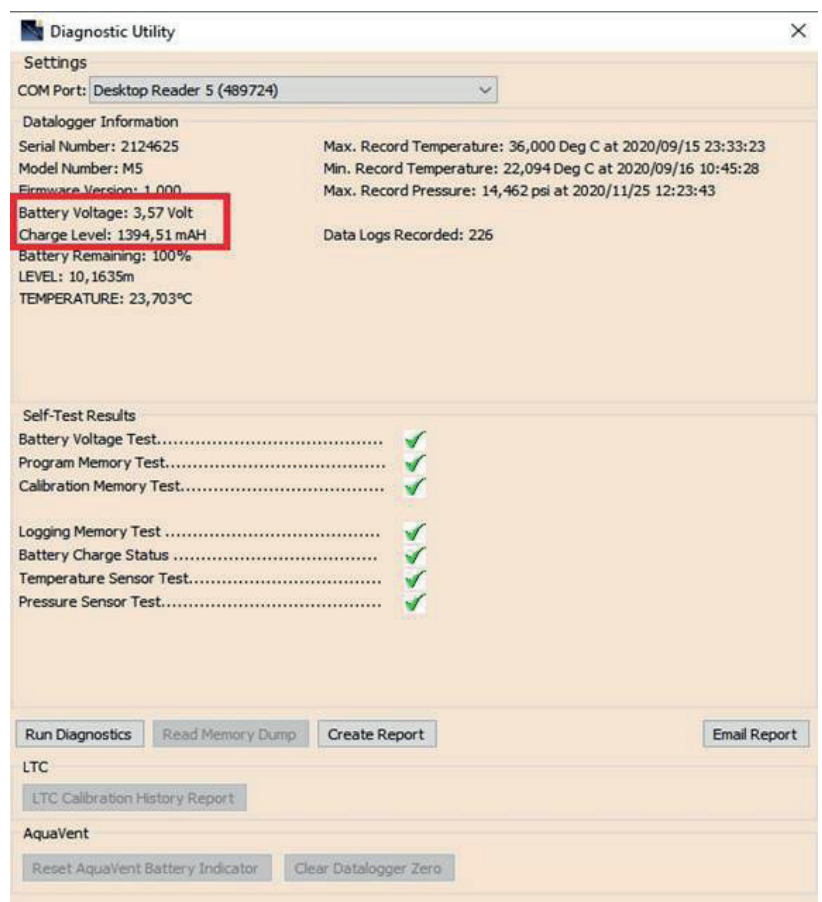 Diagnostic Utility
Settings
COM Port: Desktop Reader 5 (489724)
Datalogger Information
Serial Number: 2124625
Max. Record Temperature: 36,000 Deg C at 2020/09/15 23:33:23
Model Number: M5
Min. Record Temperature: 22,094 Deg C at 2020/09/16 10:45:28
Firmware Version: 1.000
Max. Record Pressure: 14,462 psi at 2020/11/25 12:23:43
Battery Voltage: 3,57 Volt
Charge Level: 1394,51 mAH
Data Logs Recorded: 226
Battery Remaining: 100%
LEVEL: 10,1635m
TEMPERATURE: 23,703°C
Self-Test Results
Battery Voltage Test.........................................
Program Memory Test........................................
Calibration Memory Test.....................................
Logging Memory Test .......................................
Battery Charge Status .....................................
Temperature Sensor Test...................................
Pressure Sensor Test........................................
Run Diagnostics
Read Memory Dump
Create Report
Email Report
LTC
LTC Calibration History Report
AquaVent
Reset AquaVent Battery Indicator
Clear Datalogger Zero